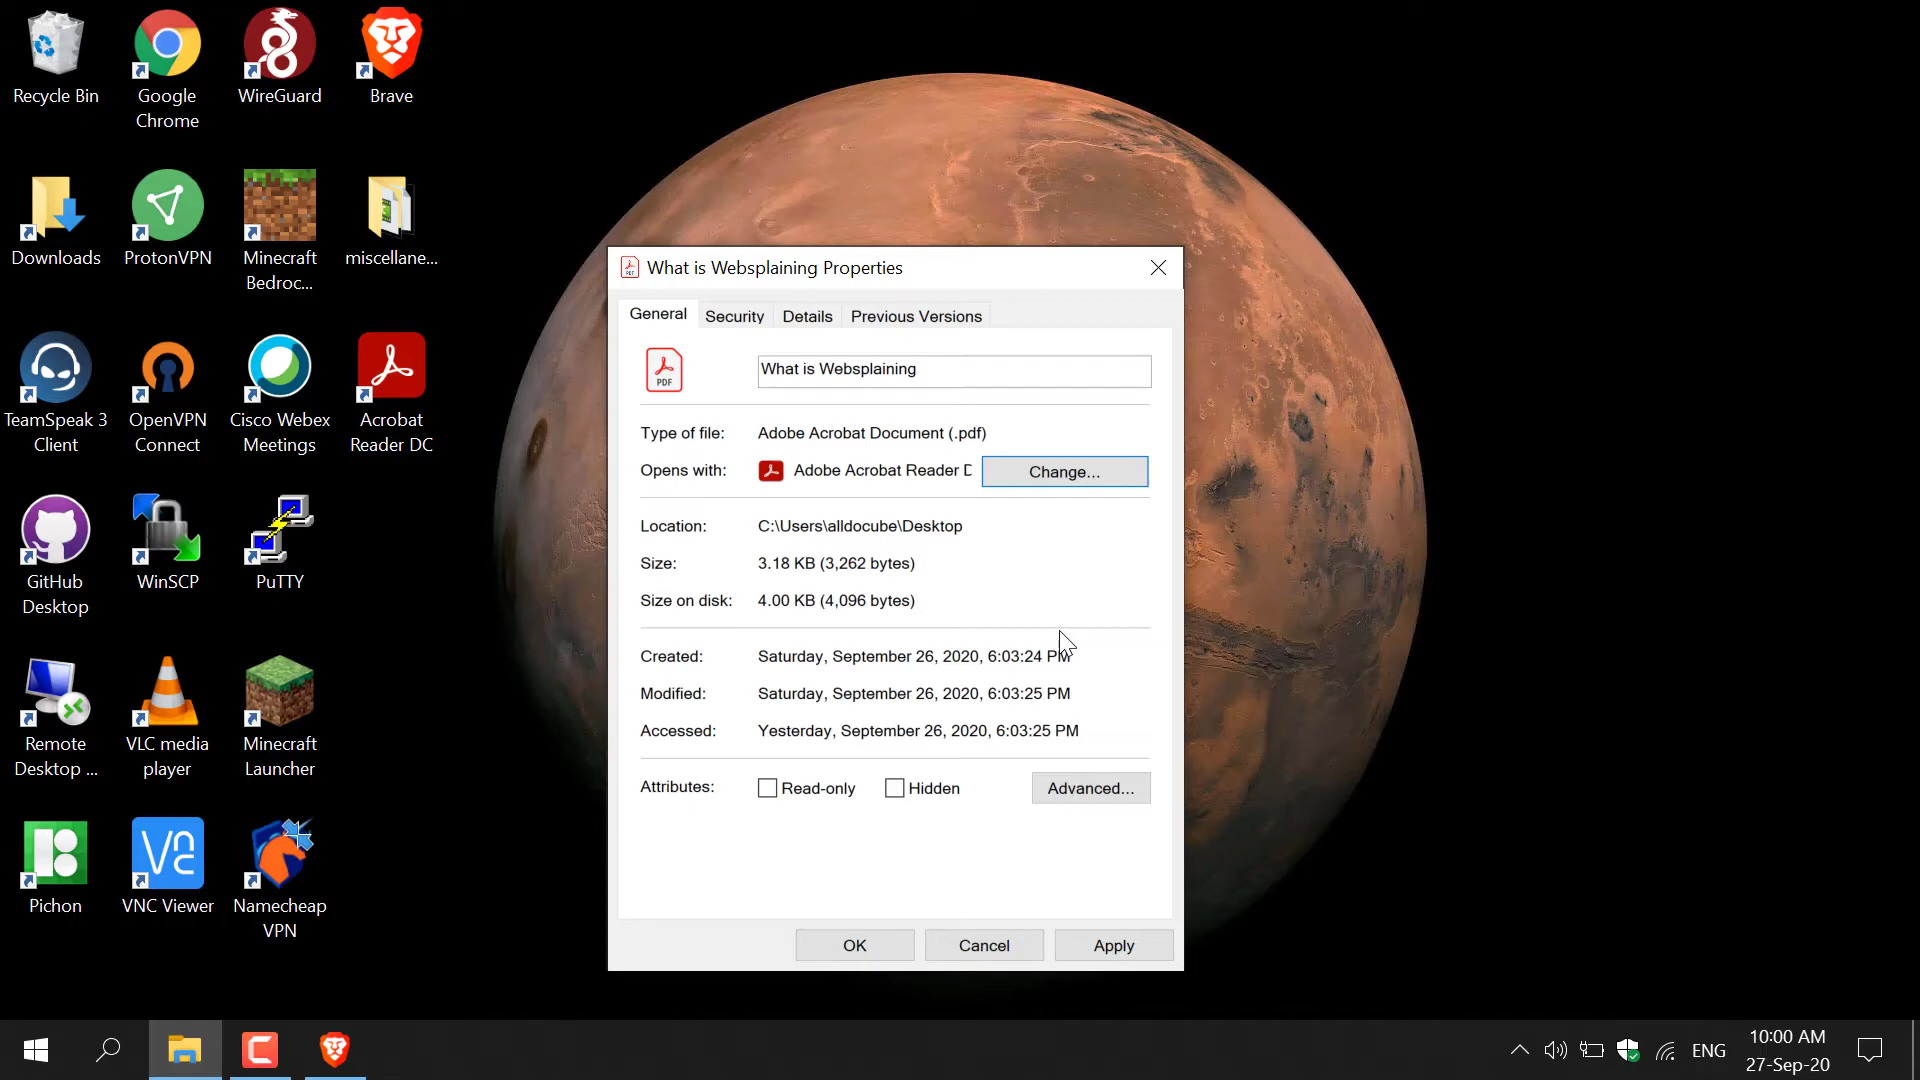 Recycle Bin
Google
Chrome
WireGuard
Brave
Downloads
ProtonVPN
Minecraft
Bedroc...
miscellane...
TeamSpeak 3
Client
OpenVPN
Connect
Cisco Webex
Meetings
Acrobat
Reader DC
GitHub
Desktop
WinSCP
PuTTY
Remote
Desktop ...
VLC media
player
Minecraft
Launcher
Pichon
VNC Viewer
Namecheap
VPN
What is Websplaining Properties
General
Security
Details
Previous Versions
PDF
What is Websplaining
Type of file: Adobe Acrobat Document (.pdf)
Opens with: Adobe Acrobat Reader D
Change...
Location: C:\Users\alldocube\Desktop
Size: 3.18 KB (3,262 bytes)
Size on disk: 4.00 KB (4,096 bytes)
Created: Saturday, September 26, 2020, 6:03:24 PM
Modified: Saturday, September 26, 2020, 6:03:25 PM
Accessed: Yesterday, September 26, 2020, 6:03:25 PM
Attributes: Read-only Hidden
Advanced...
OK
Cancel
Apply
ENG
10:00 AM
27-Sep-20